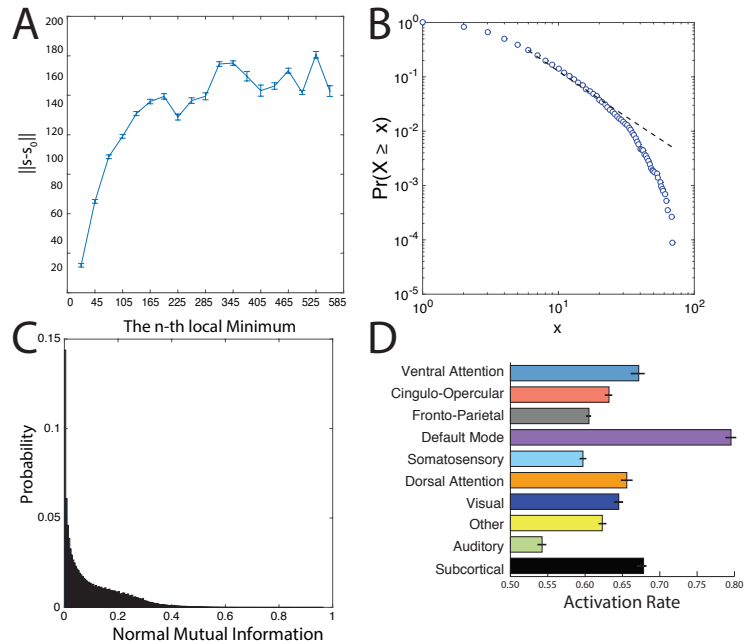 A
200
180
160
140
120
100
80
60
40
20
||s-s0||
0 45 105 165 225 285 345 405 465 525 585
The n-th local Minimum
B
10^0
10^-1
10^-2
10^-3
10^-4
10^-5
Pr(X ≥ x)
10^0 10^1 10^2
x
C
0.15
0.1
0.05
0
Probability
0 0.2 0.4 0.6 0.8 1
Normal Mutual Information
D
Ventral Attention
Cingulo-Opercular
Fronto-Parietal
Default Mode
Somatosensory
Dorsal Attention
Visual
Other
Auditory
Subcortical
0.50 0.55 0.60 0.65 0.70 0.75 0.80
Activation Rate